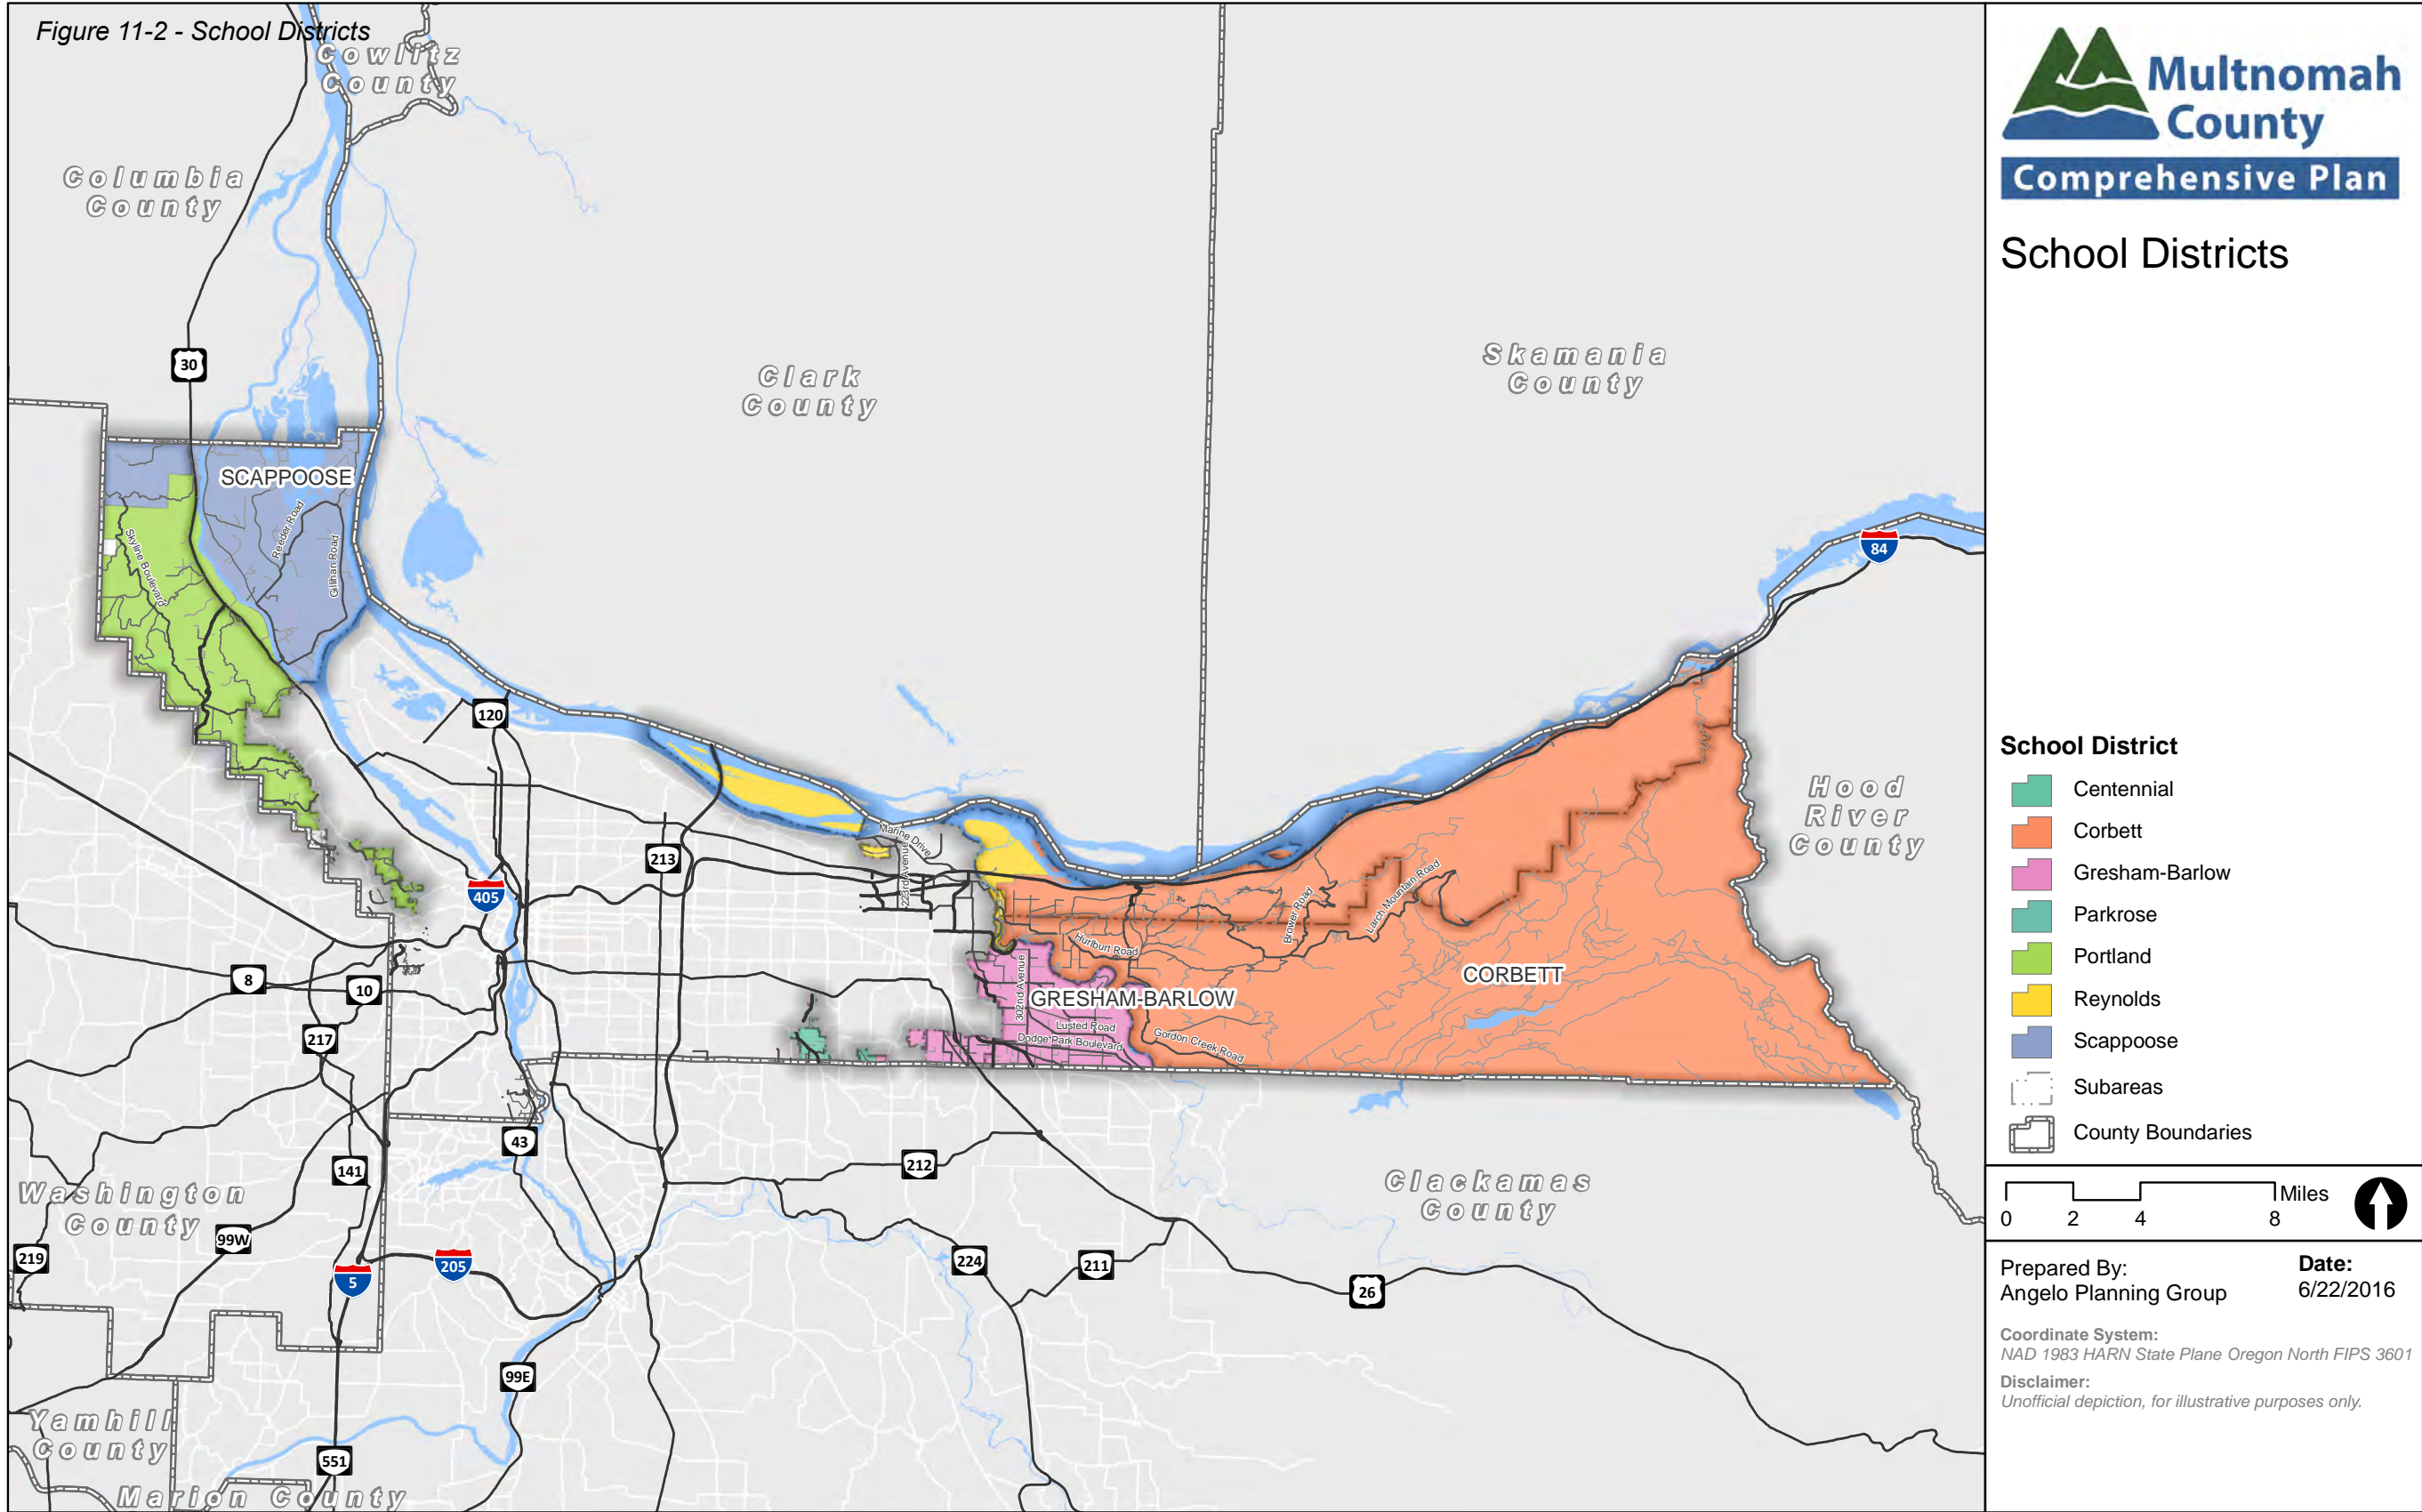 Figure 11-2 - School Districts
Cowlitz
County
Columbia
County
Clark
County
Skamania
County
30
SCAPPOOSE
Reeder Road
Gillihan Road
Skyline Boulevard
84
120
Hood
River
County
Marine Drive
223rd Avenue
213
405
Brower Road
Larch Mountain Road
Hurlburt Road
8
10
302nd Avenue
GRESHAM-BARLOW
CORBETT
Lusted Road
Dodge Park Boulevard
Gordon Creek Road
217
43
141
212
Clackamas
County
Washington
County
99W
219
5
205
224
211
26
99E
Yamhill
County
551
Marion County
Multnomah
County
Comprehensive Plan
School Districts
School District
Centennial
Corbett
Gresham-Barlow
Parkrose
Portland
Reynolds
Scappoose
Subareas
County Boundaries
Miles
0 2 4 8
Prepared By:
Angelo Planning Group
Date:
6/22/2016
Coordinate System:
NAD 1983 HARN State Plane Oregon North FIPS 3601
Disclaimer:
Unofficial depiction, for illustrative purposes only.